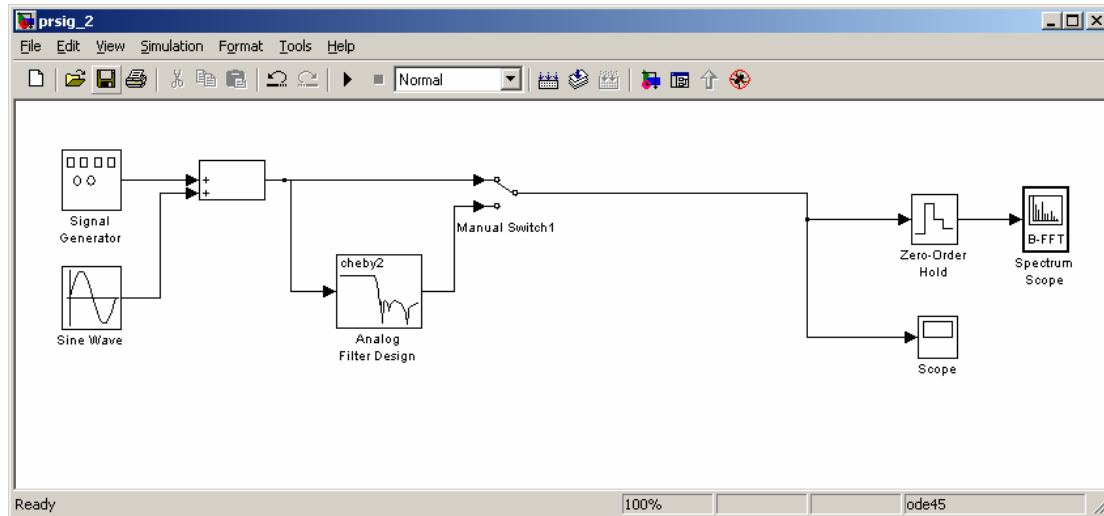 prsig_2
File Edit View Simulation Format Tools Help
Normal
Signal
Generator
Sine Wave
+
+
cheby2
Analog
Filter Design
Manual Switch1
Zero-Order
Hold
B-FFT
Spectrum
Scope
Scope
Ready 100% ode45